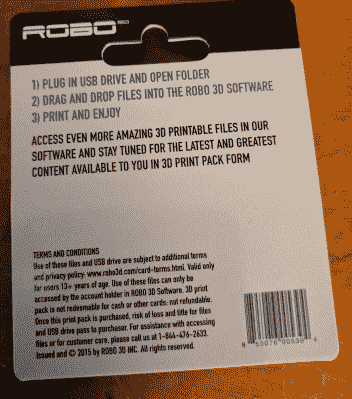 ROBO 3D
1) PLUG IN USB DRIVE AND OPEN FOLDER
2) DRAG AND DROP FILES INTO THE ROBO 3D SOFTWARE
3) PRINT AND ENJOY
ACCESS EVEN MORE AMAZING 3D PRINTABLE FILES IN OUR
SOFTWARE AND STAY TUNED FOR THE LATEST AND GREATEST
CONTENT AVAILABLE TO YOU IN 3D PRINT PACK FORM
TERMS AND CONDITIONS
Use of these files and USB drive are subject to additional terms
and privacy policy: www.robo3d.com/card-terms.html. Valid only
for users 13+ years of age. Use of these files can only be
accessed by the account holder in ROBO 3D Software. 3D print
pack is not redeemable for cash or other cards; not refundable.
Once this print pack is purchased, risk of loss and title for files
and USB drive pass to purchaser. For assistance with accessing
files or for customer care, please call us at 1-844-476-2633.
Issued and © 2015 by ROBO 3D INC. All rights reserved.